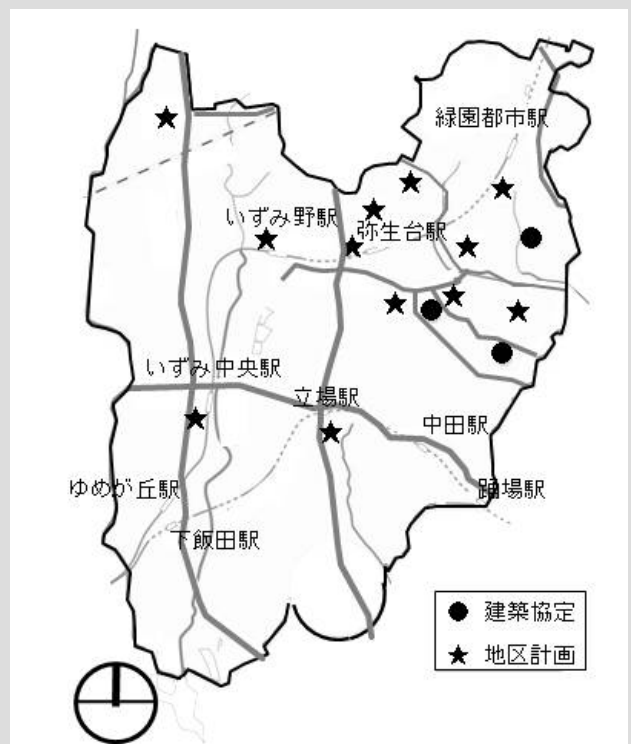 緑園都市駅
いずみ野駅
弥生台駅
いずみ中央駅
立場駅
中田駅
ゆめが丘駅
踊場駅
下飯田駅
建築協定
地区計画